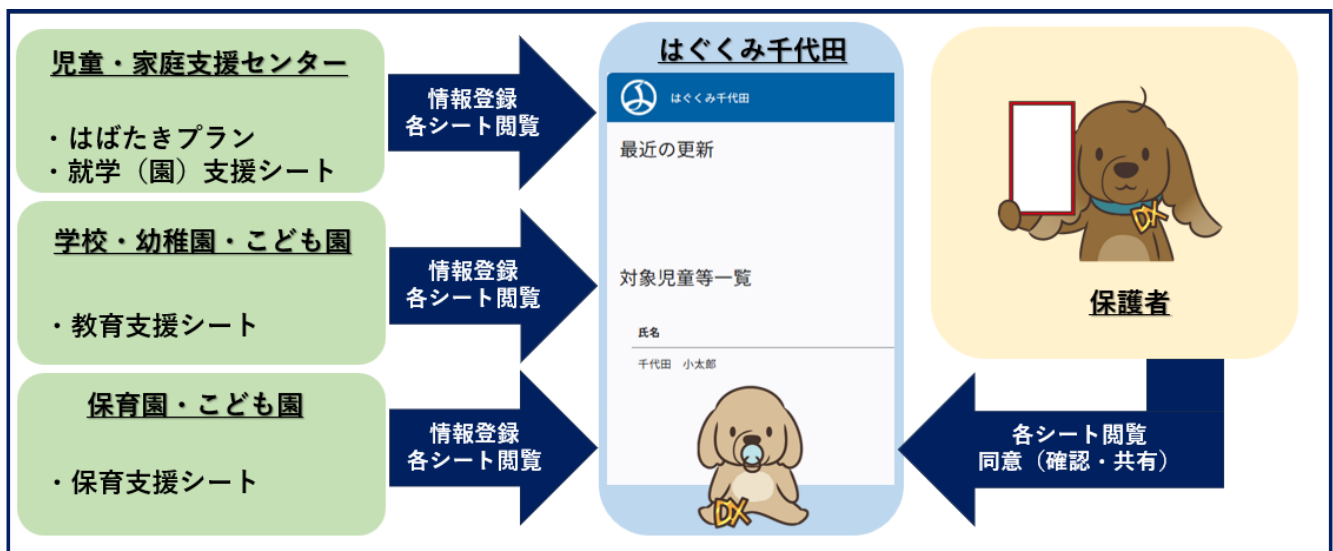 児童・家庭支援センター
・はばたきプラン
・就学（園）支援シート
情報登録
各シート閲覧
学校・幼稚園・こども園
・教育支援シート
情報登録
各シート閲覧
保育園・こども園
・保育支援シート
情報登録
各シート閲覧
はぐくみ千代田
はぐくみ千代田
最近の更新
対象児童等一覧
氏名
千代田　小太郎
DX
DX
保護者
各シート閲覧
同意（確認・共有）